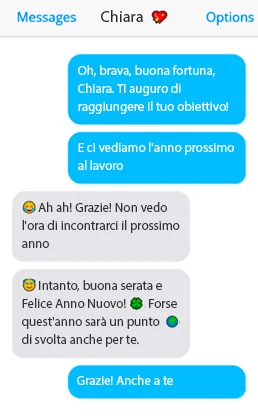 Messages Chiara 💘 Options
Oh, brava, buona fortuna,
Chiara. Ti auguro di
raggiungere il tuo obiettivo!
E ci vediamo l'anno prossimo
al lavoro
😂 Ah ah! Grazie! Non vedo
l'ora di incontrarci il prossimo
anno
😇 Intanto, buona serata e
Felice Anno Nuovo! 🍀 Forse
quest'anno sarà un punto 🌍
di svolta anche per te.
Grazie! Anche a te